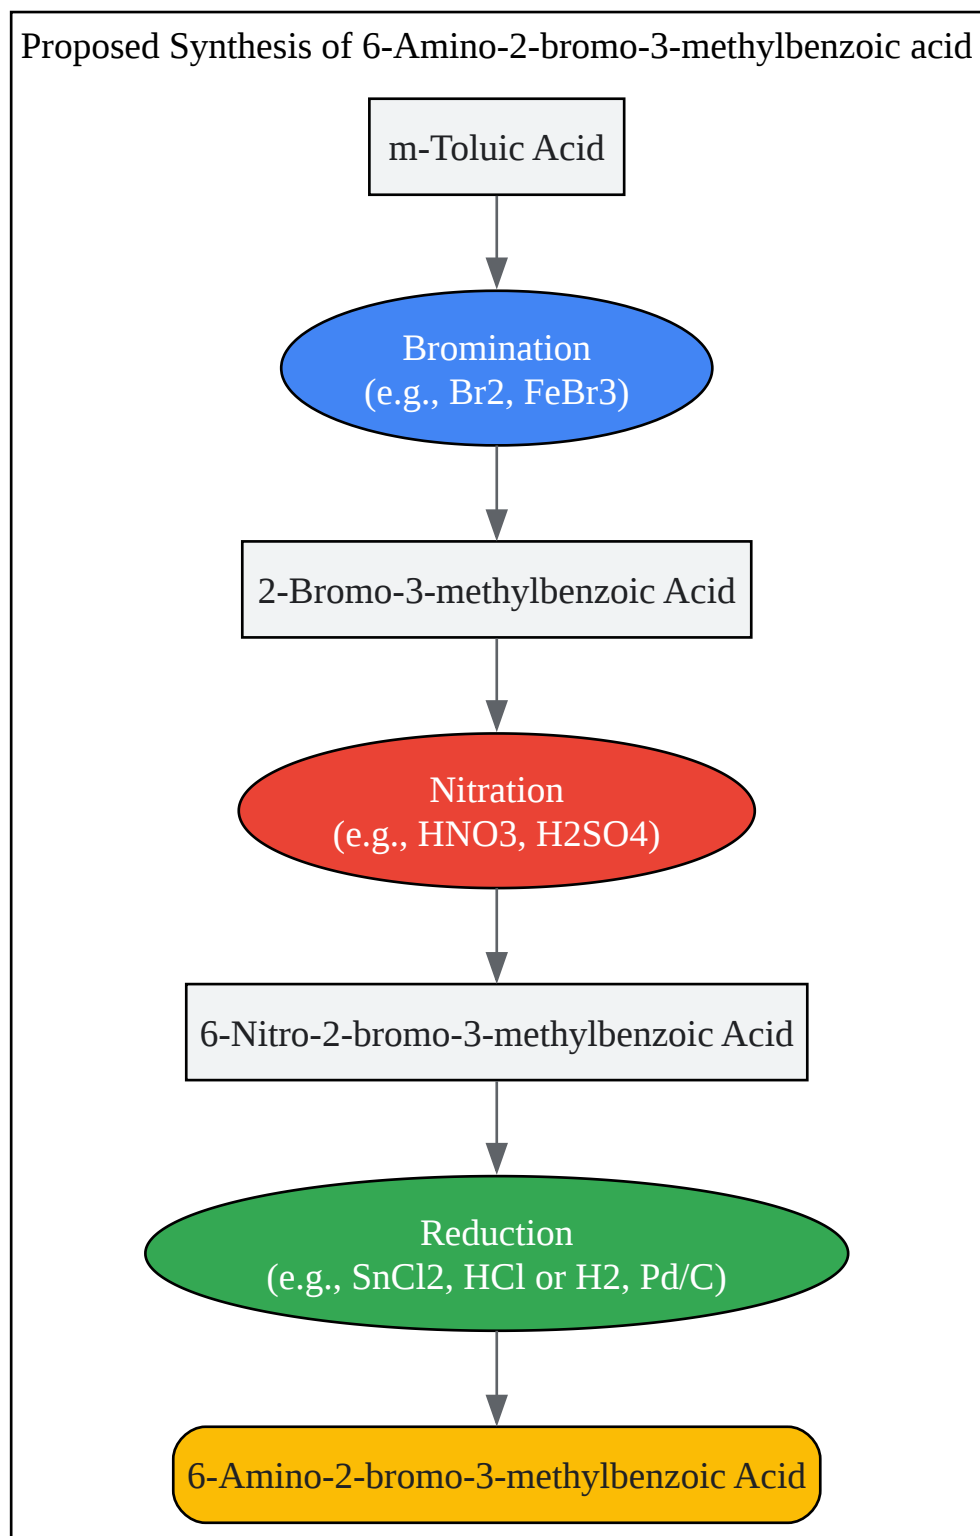 Proposed Synthesis of 6-Amino-2-bromo-3-methylbenzoic acid
m-Toluic Acid
Bromination
(e.g., Br2, FeBr3)
2-Bromo-3-methylbenzoic Acid
Nitration
(e.g., HNO3, H2SO4)
6-Nitro-2-bromo-3-methylbenzoic Acid
Reduction
(e.g., SnCl2, HCl or H2, Pd/C)
6-Amino-2-bromo-3-methylbenzoic Acid